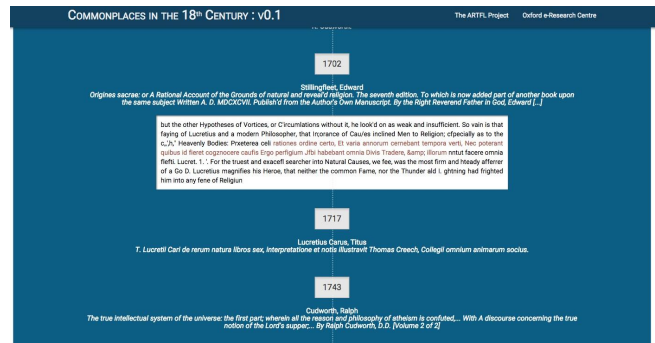 COMMONPLACES IN THE 18th CENTURY : V0.1
The ARTFL Project Oxford e-Research Centre
1702
Stillingfleet, Edward
Origines sacrae: or A Rational Account of the Grounds of natural and reveal'd religion. The seventh edition. To which is now added part of another book upon
the same subject Written A. D. MDCXCVII. Publish'd from the Author's Own Manuscript. By the Right Reverend Father in God, Edward [...]
but the other Hypotheses of Vortices, or C'ircumlations without it, he look'd on as weak and insufficient. So vain is that
faying of Lucretius and a modern Philosopher, that Ir¡orance of Cau/es inclined Men to Religion; cfpecially as to the
c,,';h,' Heavenly Bodies: Prxeterea celi rationes ordine certo, Et varia annorum cernebant tempora verti, Nec poterant
quibus id fieret cogznocere caufis Ergo perfigium Jfbi habebant omnia Divis Tradere, &amp; illorum nntut facere omnia
flefti. Lucret. 1. '. For the truest and exacefl searcher into Natural Causes, we fee, was the most firm and hteady afferrer
of a Go D. Lucretius magnifies his Heroe, that neither the common Fame, nor the Thunder ald I. ghtning had frighted
him into any fene of Religiun
1717
Lucretius Carus, Titus
T. Lucretii Cari de rerum natura libros sex, interpretatione et notis illustravit Thomas Creech, Collegii omnium animarum socius.
1743
Cudworth, Ralph
The true intellectual system of the universe: the first part; wherein all the reason and philosophy of atheism is confuted,... With A discourse concerning the true
notion of the Lord's supper;... By Ralph Cudworth, D.D. [Volume 2 of 2]